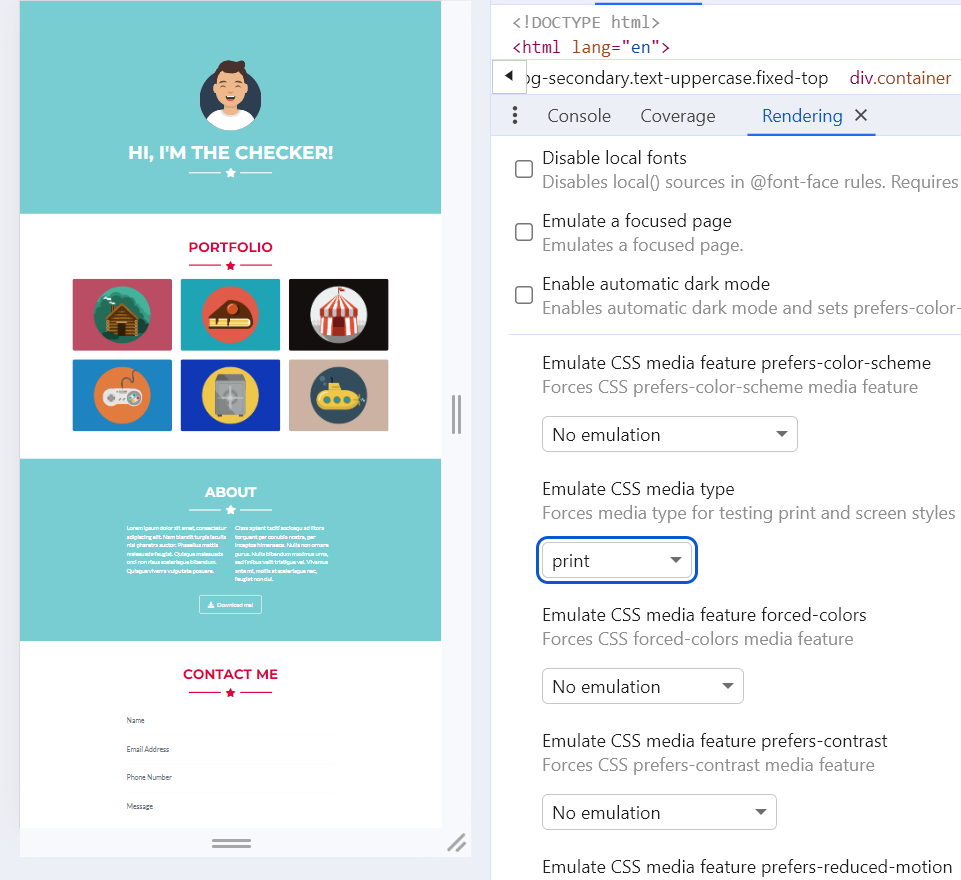 HI, I'M THE CHECKER!
PORTFOLIO
ABOUT
Lorem ipsum dolor sit amet, consectetur
adipiscing elit. Nam blandit turpis iaculis
nisi pharetra auctor. Phasellus mattis
malesuada feugiat. Quisque malesuada
orci non risus scelerisque bibendum.
Quisque viverra vulputate posuere.
Class aptent taciti sociosqu ad litora
torquent per conubia nostra, per
inceptos himenaeos. Nulla non ornare
purus. Nulla bibendum maximus urna,
sed finibus velit tristique vel. Vivamus
ante mi, mollis at scelerisque nec,
feugiat non dui.
Download me!
CONTACT ME
Name
Email Address
Phone Number
Message
<!DOCTYPE html>
<html lang="en">
og-secondary.text-uppercase.fixed-top div.container
Console Coverage Rendering
Disable local fonts
Disables local() sources in @font-face rules. Requires
Emulate a focused page
Emulates a focused page.
Enable automatic dark mode
Enables automatic dark mode and sets prefers-color-
Emulate CSS media feature prefers-color-scheme
Forces CSS prefers-color-scheme media feature
No emulation
Emulate CSS media type
Forces media type for testing print and screen styles
print
Emulate CSS media feature forced-colors
Forces CSS forced-colors media feature
No emulation
Emulate CSS media feature prefers-contrast
Forces CSS prefers-contrast media feature
No emulation
Emulate CSS media feature prefers-reduced-motion